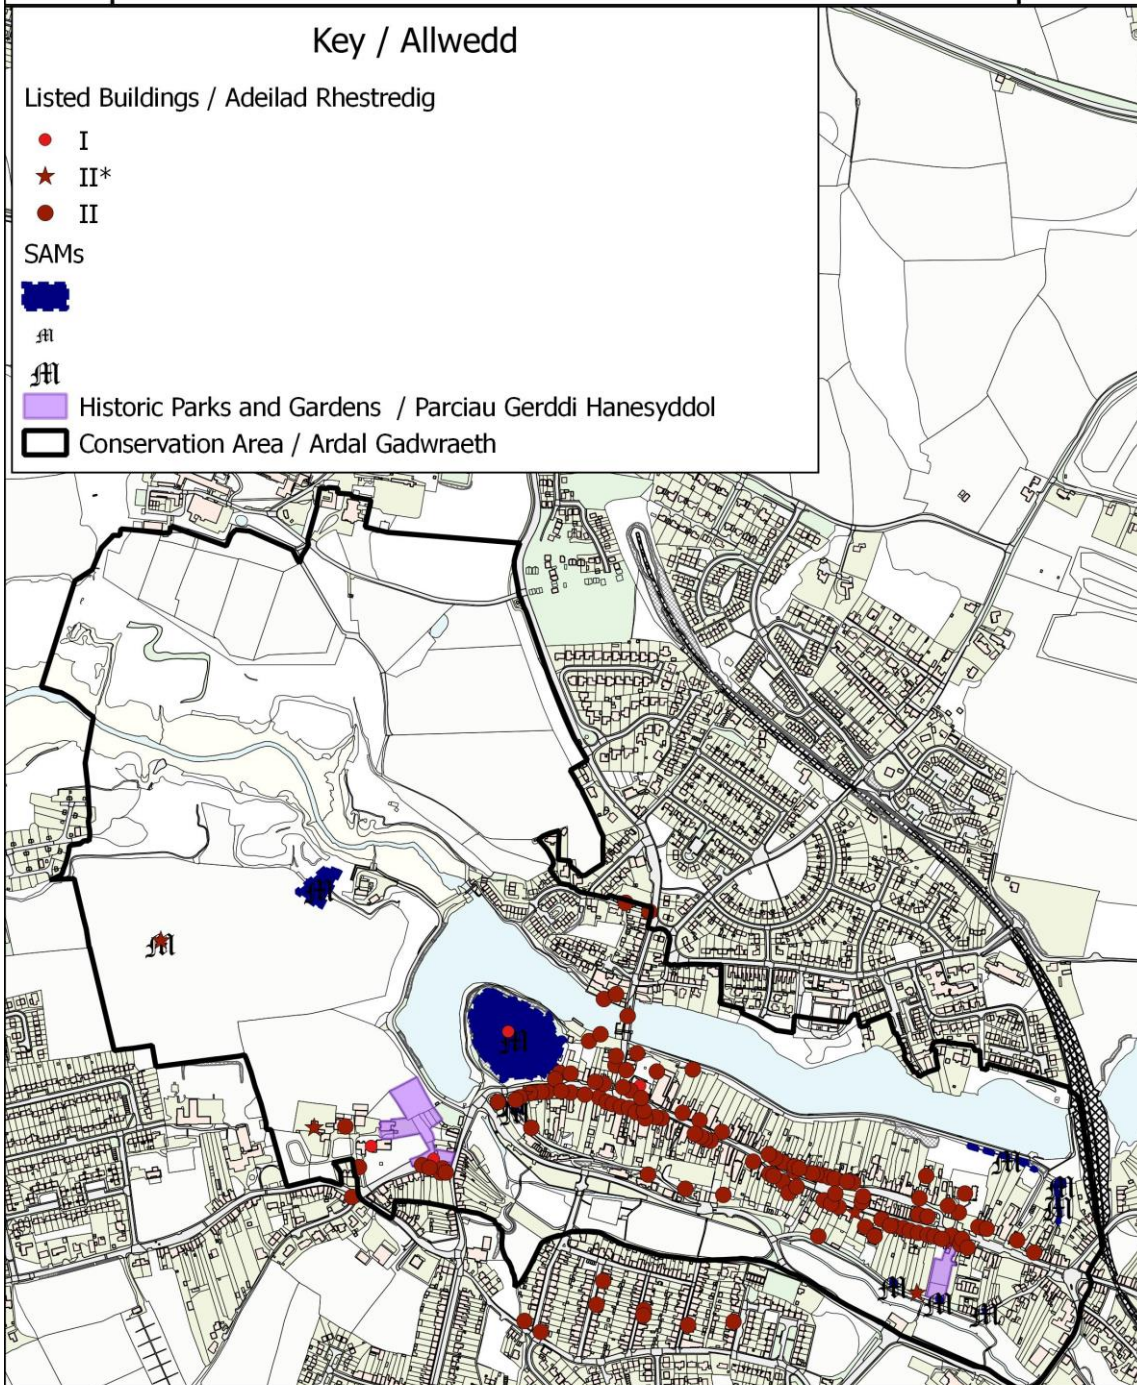 Key / Allwedd
Listed Buildings / Adeilad Rhestredig
I
II*
II
SAMs
M
M
Historic Parks and Gardens / Parciau Gerddi Hanesyddol
Conservation Area / Ardal Gadwraeth
M
M
M
M
M
M
M
M
M